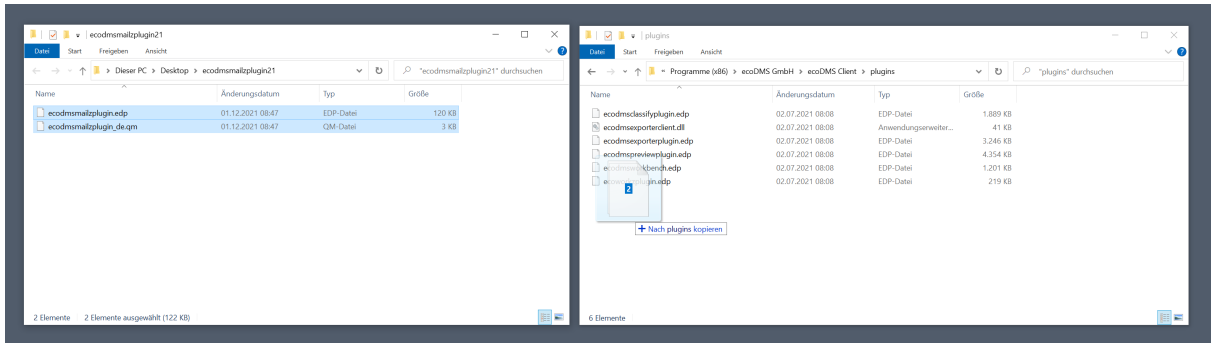 ecodmsmailzplugin21
Datei Start Freigeben Ansicht
Dieser PC > Desktop > ecodmsmailzplugin21
"ecodmsmailzplugin21" durchsuchen
Name Änderungsdatum Typ Größe
ecodmsmailzplugin.edp 01.12.2021 08:47 EDP-Datei 120 KB
ecodmsmailzplugin_de.qm 01.12.2021 08:47 QM-Datei 3 KB
2 Elemente 2 Elemente ausgewählt (122 KB)
plugins
Datei Start Freigeben Ansicht
« Programme (x86) > ecoDMS GmbH > ecoDMS Client > plugins
"plugins" durchsuchen
Name Änderungsdatum Typ Größe
ecodmsclassifyplugin.edp 02.07.2021 08:08 EDP-Datei 1.889 KB
ecodmsexporterclient.dll 02.07.2021 08:08 Anwendungserweiter... 41 KB
ecodmsexporterplugin.edp 02.07.2021 08:08 EDP-Datei 3.246 KB
ecodmspreviewplugin.edp 02.07.2021 08:08 EDP-Datei 4.354 KB
02.07.2021 08:08 EDP-Datei 1.201 KB
02.07.2021 08:08 EDP-Datei 219 KB
2
Nach plugins kopieren
6 Elemente